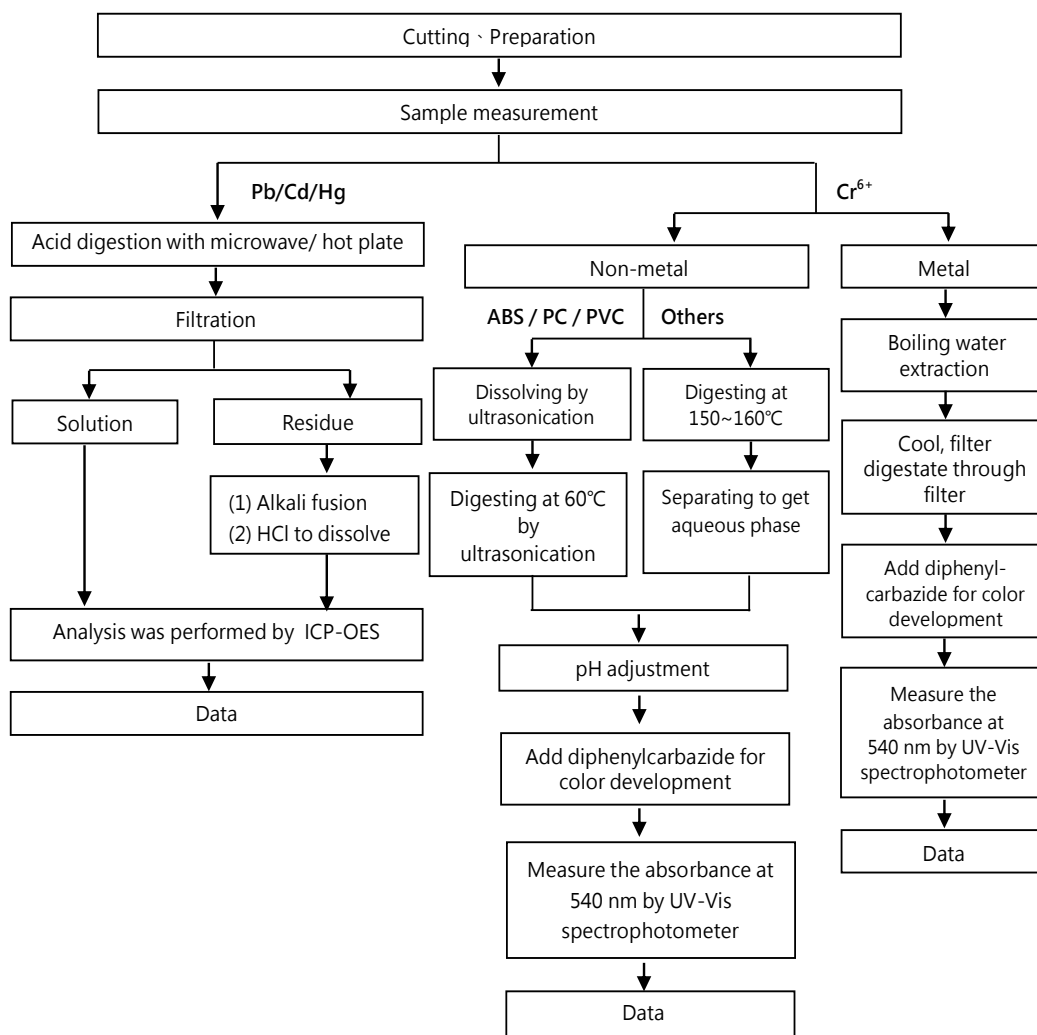 Cutting、Preparation
Sample measurement
Pb/Cd/Hg
Cr⁶⁺
Acid digestion with microwave/ hot plate
Filtration
Solution
Residue
(1) Alkali fusion
(2) HCl to dissolve
Analysis was performed by ICP-OES
Data
Non-metal
ABS / PC / PVC
Others
Dissolving by
ultrasonication
Digesting at 60℃
by
ultrasonication
Digesting at
150~160℃
Separating to get
aqueous phase
pH adjustment
Add diphenylcarbazide for
color development
Measure the absorbance at
540 nm by UV-Vis
spectrophotometer
Data
Metal
Boiling water
extraction
Cool, filter
digestate through
filter
Add diphenyl-
carbazide for color
development
Measure the
absorbance at
540 nm by UV-Vis
spectrophotometer
Data